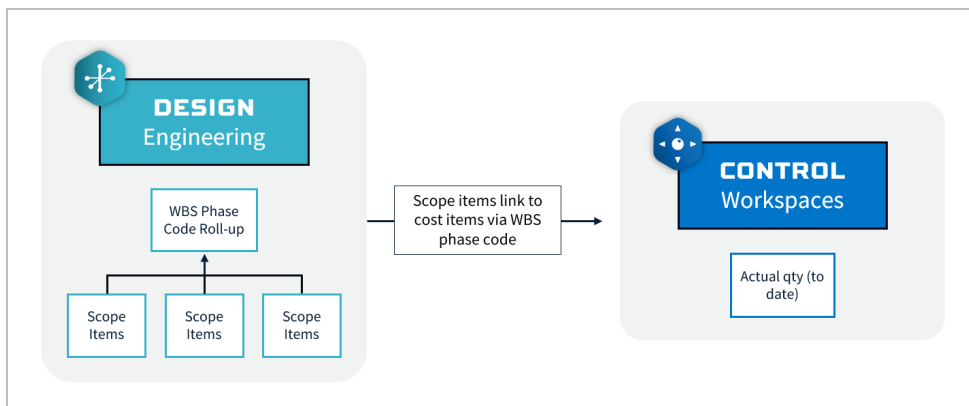 DESIGN
Engineering
WBS Phase
Code Roll-up
Scope
Items
Scope
Items
Scope
Items
Scope items link to
cost items via WBS
phase code
CONTROL
Workspaces
Actual qty (to
date)